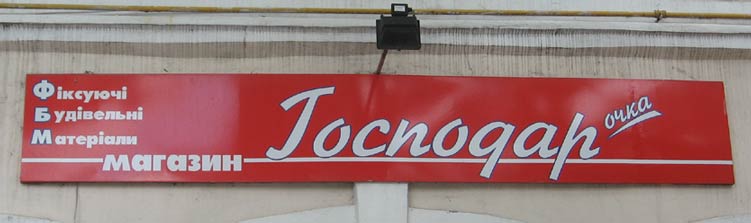 Фіксуючі
Будівельні
Матеріали
магазин
Господар
очка